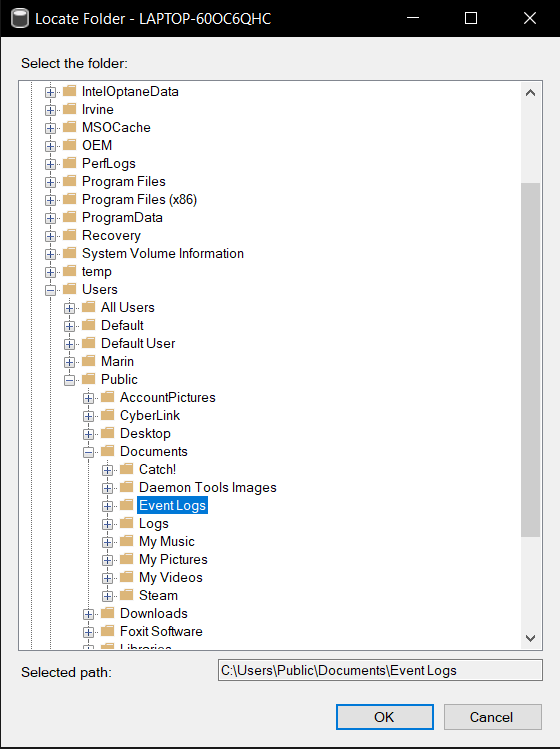 Locate Folder - LAPTOP-60OC6QHC
Select the folder:
IntelOptaneData
Irvine
MSOCache
OEM
PerfLogs
Program Files
Program Files (x86)
ProgramData
Recovery
System Volume Information
temp
Users
All Users
Default
Default User
Marin
Public
AccountPictures
CyberLink
Desktop
Documents
Catch!
Daemon Tools Images
Event Logs
Logs
My Music
My Pictures
My Videos
Steam
Downloads
Foxit Software
Libraries
Selected path: C:\Users\Public\Documents\Event Logs
OK Cancel